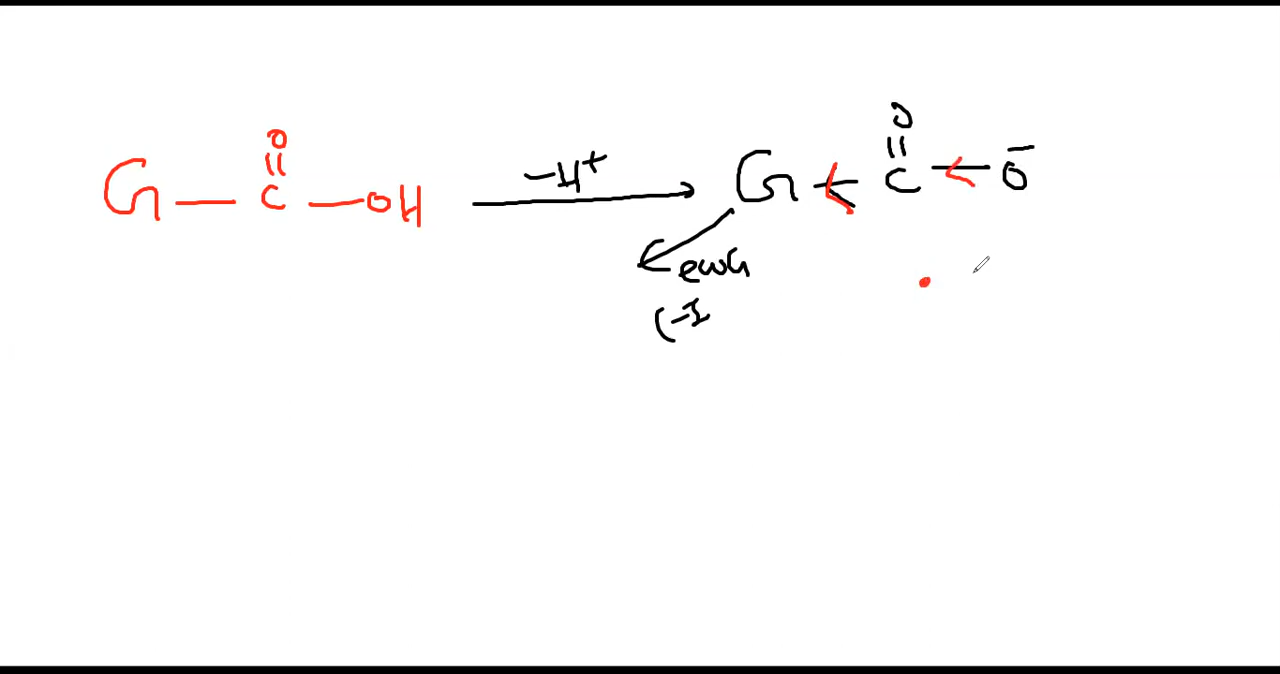 G — C — OH
O
||
-H⁺
G — C — O⁻
O
||
ewG
(-I